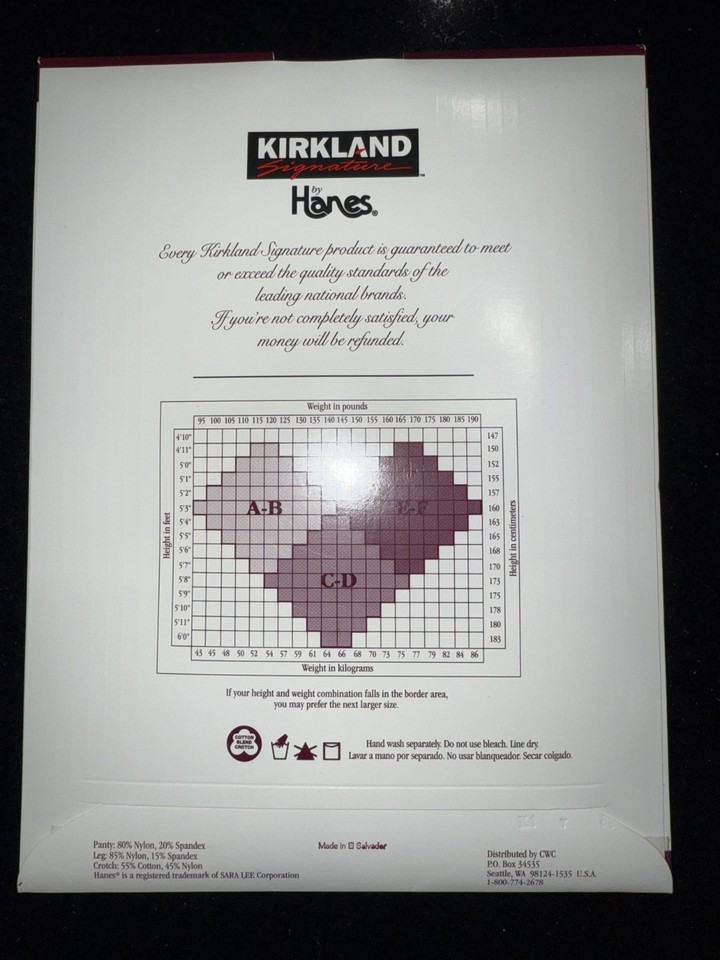 KIRKLAND
Signature™
by
Hanes®
Every Kirkland Signature product is guaranteed to meet
or exceed the quality standards of the
leading national brands.
If you're not completely satisfied, your
money will be refunded.
Weight in pounds
95 100 105 110 115 120 125 130 135 140 145 150 155 160 165 170 175 180 185 190
4'10" 147
4'11" 150
5'0" 152
5'1" 155
5'2" 157
5'3" A-B E-F 160
5'4" 163
5'5" 165
5'6" 168
5'7" 170
5'8" C-D 173
5'9" 175
5'10" 178
5'11" 180
6'0" 183
Height in feet
Height in centimeters
43 45 48 50 52 54 57 59 61 64 66 68 70 73 75 77 79 82 84 86
Weight in kilograms
If your height and weight combination falls in the border area,
you may prefer the next larger size.
COTTON
BLEND
CROTCH
Hand wash separately. Do not use bleach. Line dry.
Lavar a mano por separado. No usar blanqueador. Secar colgado.
Panty: 80% Nylon, 20% Spandex
Leg: 85% Nylon, 15% Spandex
Crotch: 55% Cotton, 45% Nylon
Hanes® is a registered trademark of SARA LEE Corporation
Made in El Salvador
Distributed by CWC
P.O. Box 34535
Seattle, WA 98124-1535 U.S.A.
1-800-774-2678